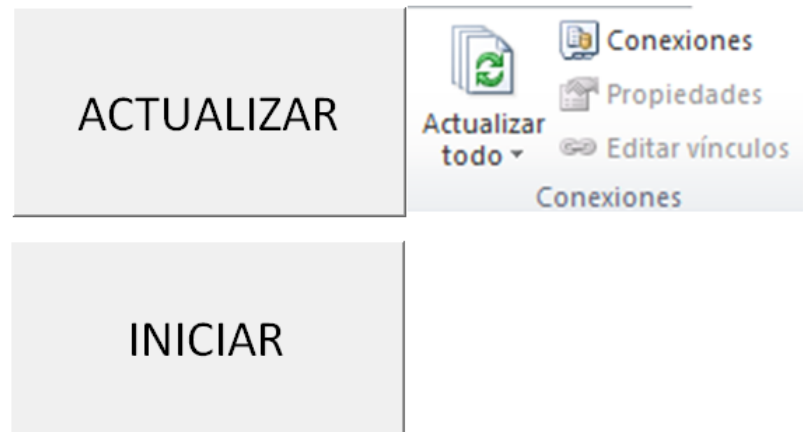 ACTUALIZAR
Conexiones
Propiedades
Actualizar
todo
Editar vínculos
Conexiones
INICIAR